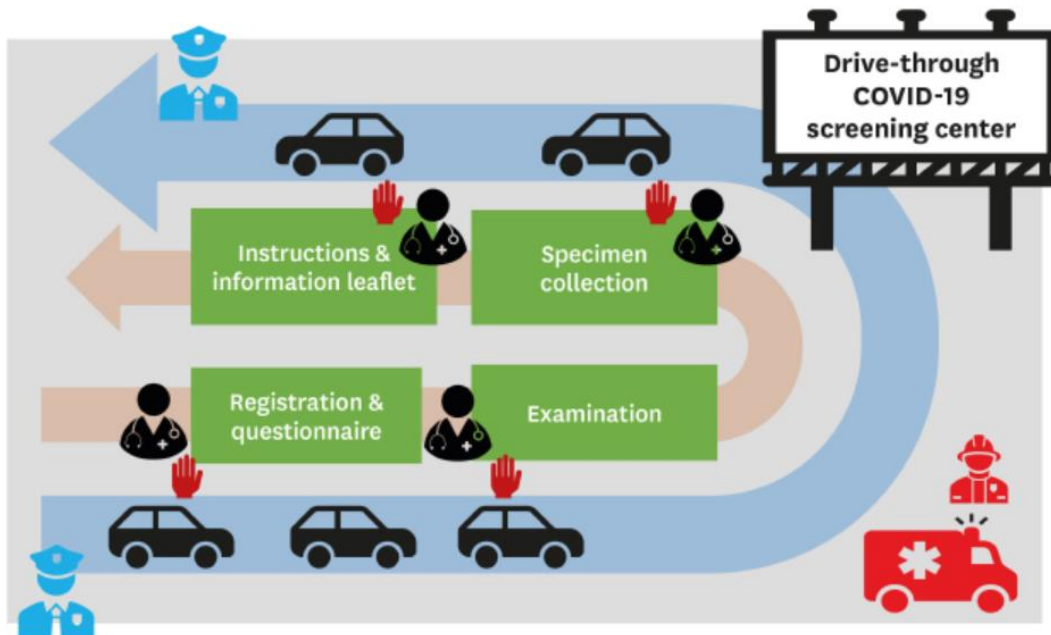 Drive-through
COVID-19
screening center
Instructions &
information leaflet
Specimen
collection
Registration &
questionnaire
Examination